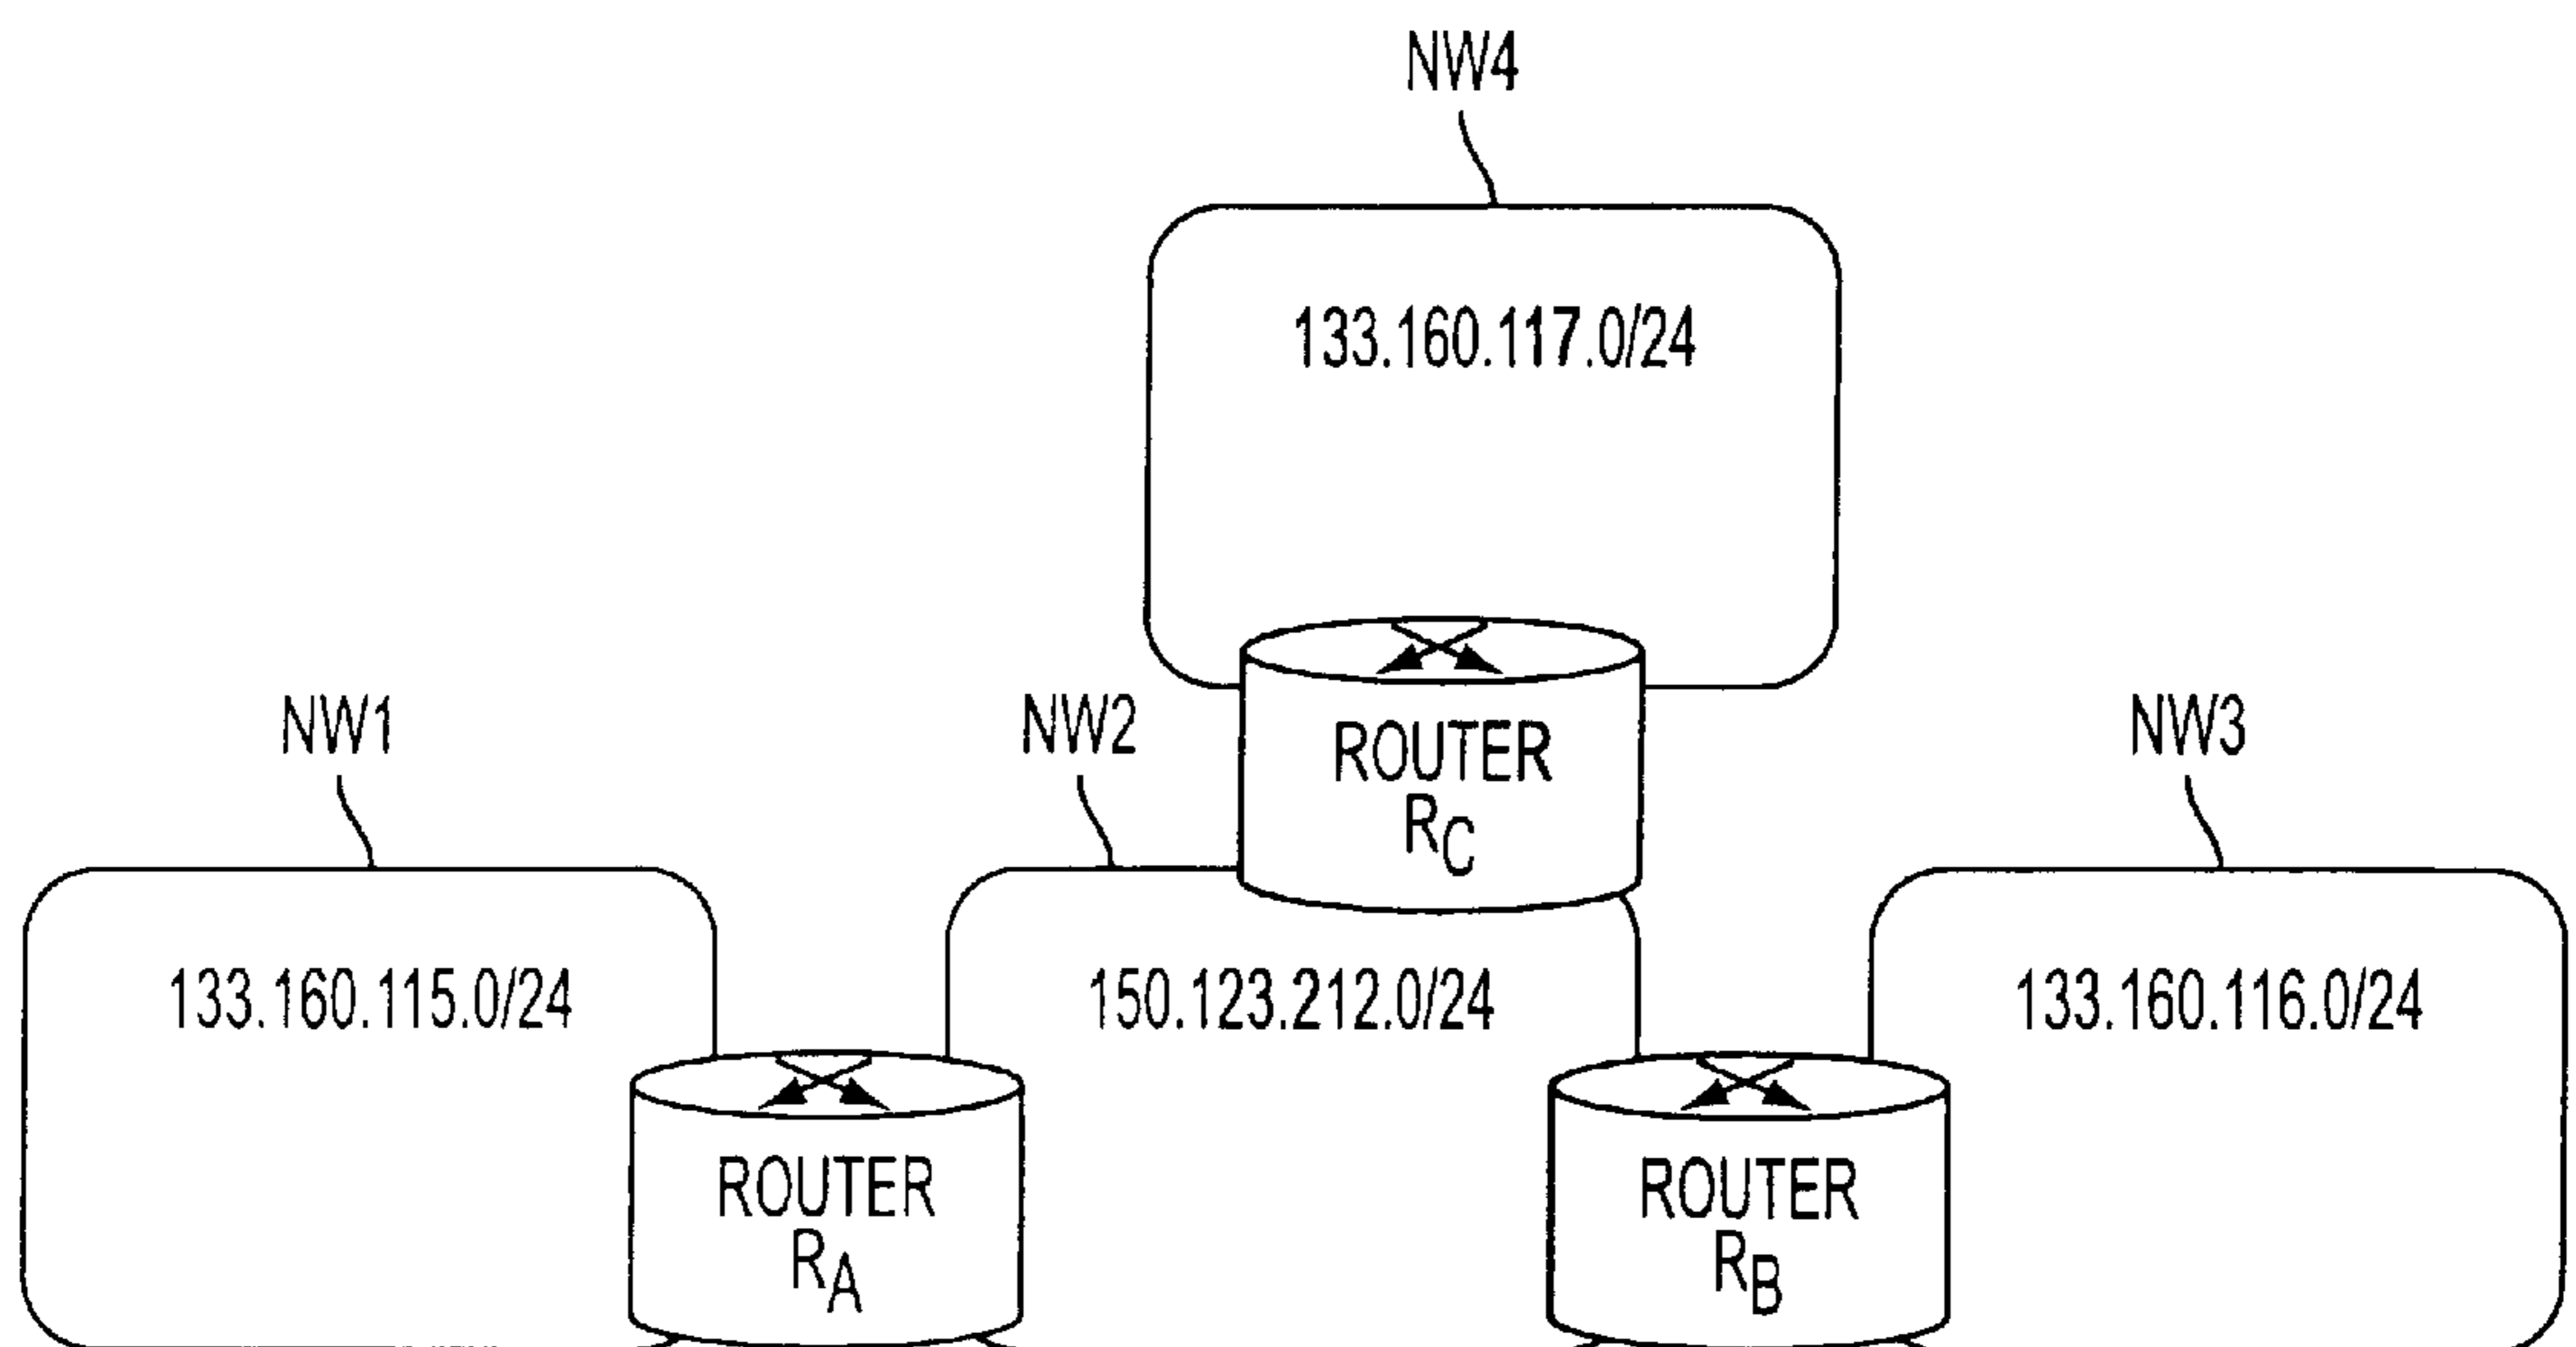 NW4
133.160.117.0/24
ROUTER
RC
NW1
NW2
NW3
133.160.115.0/24
150.123.212.0/24
133.160.116.0/24
ROUTER
RA
ROUTER
RB